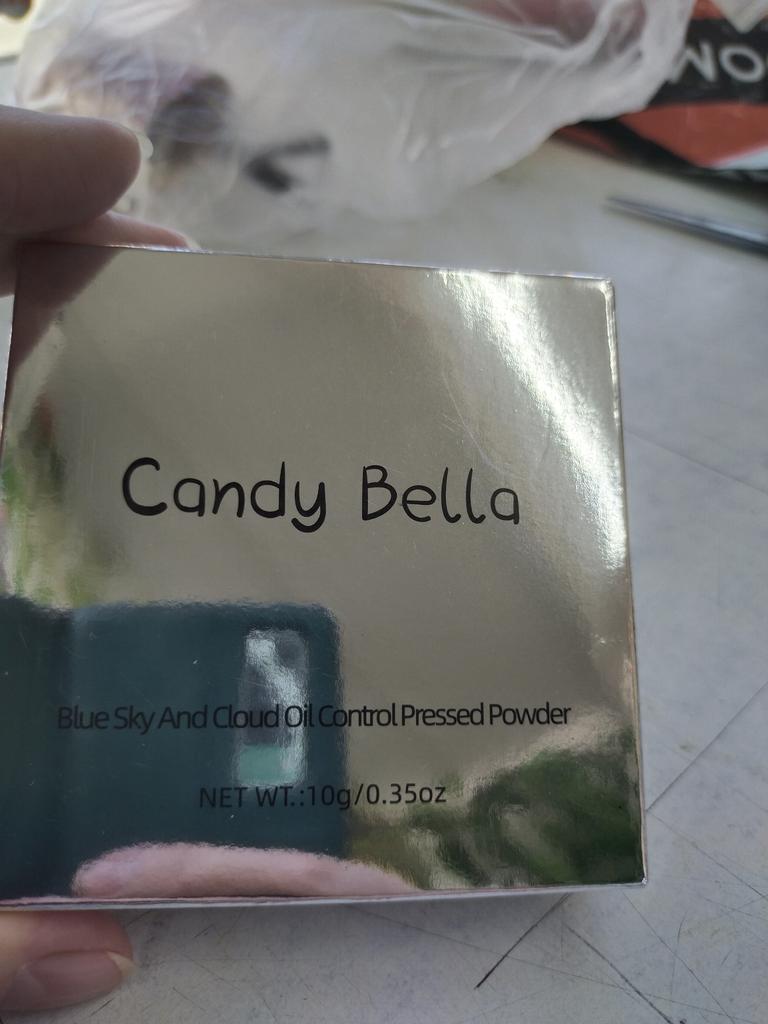 Candy Bella
Blue Sky And Cloud Oil Control Pressed Powder
NET WT.:10g/0.35oz